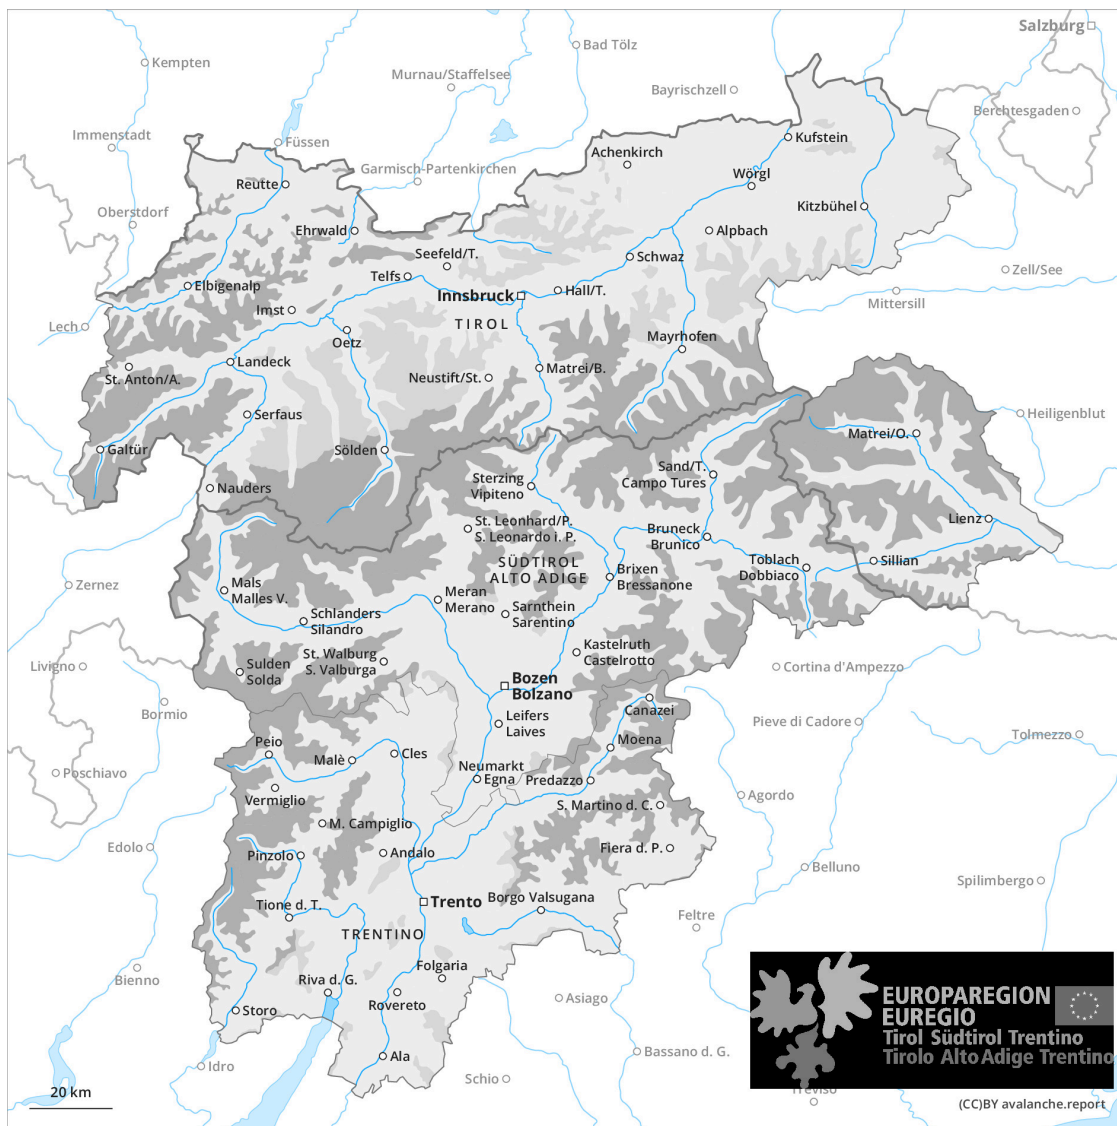 Salzburg
Bad Tölz
Kempten
Murnau/Staffelsee
Bayrischzell
Berchtesgaden
Immenstadt
Füssen
Kufstein
Achenkirch
Garmisch-Partenkirchen
Wörgl
Reutte
Oberstdorf
Kitzbühel
Ehrwald
Alpbach
Seefeld/T.
Schwaz
Telfs
Zell/See
Elbigenalp
Innsbruck
Hall/T.
Mittersill
Imst
TIROL
Lech
Oetz
Mayrhofen
Landeck
Matrei/B.
St. Anton/A.
Neustift/St.
Serfaus
Heiligenblut
Matrei/O.
Galtür
Sölden
Sand/T.
Campo Tures
Sterzing
Vipiteno
Nauders
St. Leonhard/P.
S. Leonardo i. P.
Lienz
Bruneck
Brunico
SÜDTIROL
ALTO ADIGE
Toblach
Dobbiaco
Sillian
Brixen
Bressanone
Zernez
Mals
Malles V.
Meran
Merano
Sarnthein
Sarentino
Schlanders
Silandro
Kastelruth
Castelrotto
St. Walburg
S. Valburga
Livigno
Sulden
Solda
Cortina d'Ampezzo
Bozen
Bolzano
Bormio
Canazei
Leifers
Laives
Pieve di Cadore
Tolmezzo
Peio
Moena
Malè
Cles
Neumarkt
Egna
Predazzo
Poschiavo
Vermiglio
Agordo
S. Martino d. C.
M. Campiglio
Edolo
Pinzolo
Andalo
Fiera d. P.
Belluno
Spilimbergo
Trento
Borgo Valsugana
Tione d. T.
Feltre
TRENTINO
Bienno
Folgaria
Riva d. G.
Rovereto
Asiago
Storo
EUROPAREGION
EUREGIO
Tirol Südtirol Trentino
Tirolo Alto Adige Trentino
Ala
Bassano d. G.
Idro
Schio
20 km
Treviso
(CC)BY avalanche.report